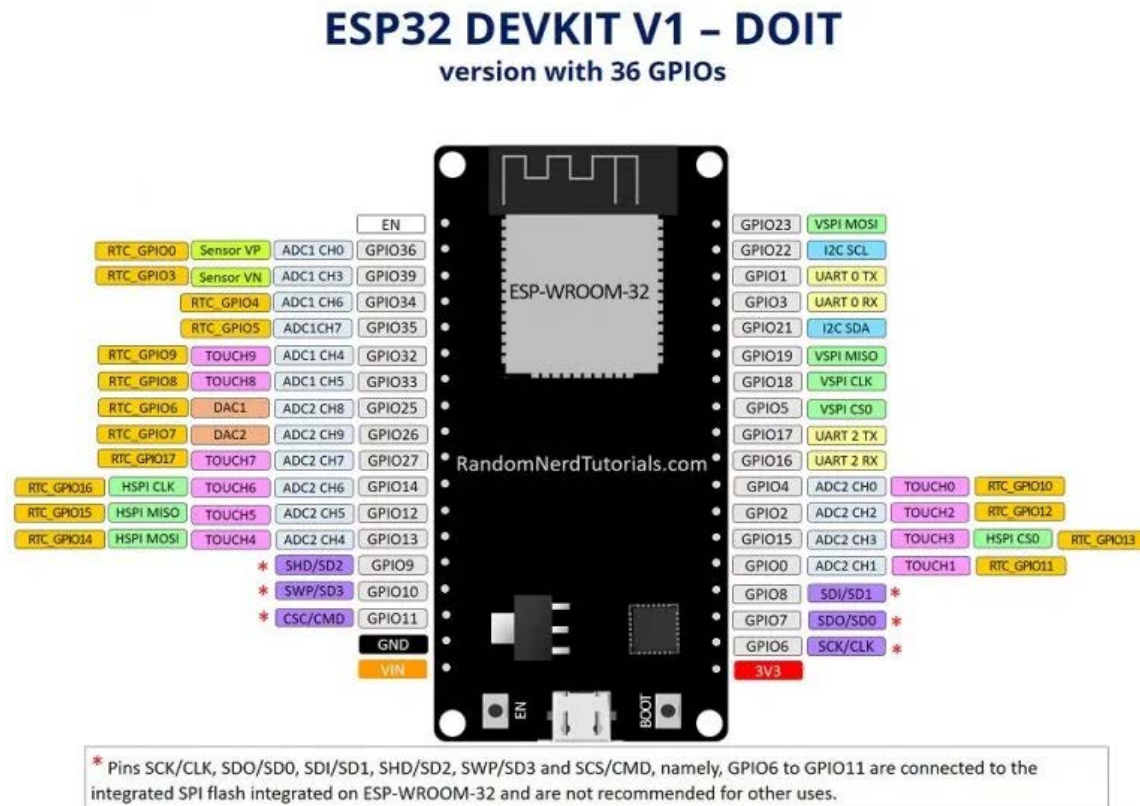 ESP32 DEVKIT V1 – DOIT
version with 36 GPIOs
EN
RTC_GPIO0 Sensor VP ADC1 CH0 GPIO36
RTC_GPIO3 Sensor VN ADC1 CH3 GPIO39
RTC_GPIO4 ADC1 CH6 GPIO34
RTC_GPIO5 ADC1CH7 GPIO35
RTC_GPIO9 TOUCH9 ADC1 CH4 GPIO32
RTC_GPIO8 TOUCH8 ADC1 CH5 GPIO33
RTC_GPIO6 DAC1 ADC2 CH8 GPIO25
RTC_GPIO7 DAC2 ADC2 CH9 GPIO26
RTC_GPIO17 TOUCH7 ADC2 CH7 GPIO27
RTC_GPIO16 HSPI CLK TOUCH6 ADC2 CH6 GPIO14
RTC_GPIO15 HSPI MISO TOUCH5 ADC2 CH5 GPIO12
RTC_GPIO14 HSPI MOSI TOUCH4 ADC2 CH4 GPIO13
* SHD/SD2 GPIO9
* SWP/SD3 GPIO10
* CSC/CMD GPIO11
GND
VIN
ESP-WROOM-32
RandomNerdTutorials.com
EN
BOOT
GPIO23 VSPI MOSI
GPIO22 I2C SCL
GPIO1 UART 0 TX
GPIO3 UART 0 RX
GPIO21 I2C SDA
GPIO19 VSPI MISO
GPIO18 VSPI CLK
GPIO5 VSPI CS0
GPIO17 UART 2 TX
GPIO16 UART 2 RX
GPIO4 ADC2 CH0 TOUCH0 RTC_GPIO10
GPIO2 ADC2 CH2 TOUCH2 RTC_GPIO12
GPIO15 ADC2 CH3 TOUCH3 HSPI CS0 RTC_GPIO13
GPIO0 ADC2 CH1 TOUCH1 RTC_GPIO11
GPIO8 SDI/SD1 *
GPIO7 SDO/SD0 *
GPIO6 SCK/CLK *
3V3
* Pins SCK/CLK, SDO/SD0, SDI/SD1, SHD/SD2, SWP/SD3 and SCS/CMD, namely, GPIO6 to GPIO11 are connected to the
integrated SPI flash integrated on ESP-WROOM-32 and are not recommended for other uses.